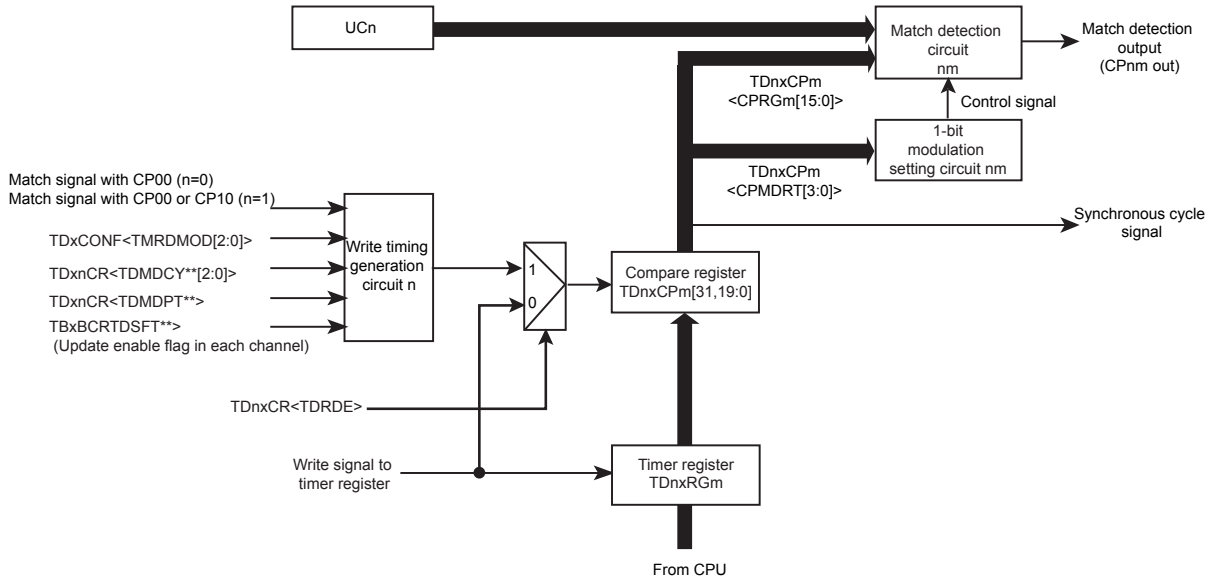 UCn
Match detection
circuit
nm
Match detection
output
(CPnm out)
TDnxCPm
<CPRGm[15:0]>
Control signal
1-bit
modulation
setting circuit nm
TDnxCPm
<CPMDRT[3:0]>
Match signal with CP00 (n=0)
Match signal with CP00 or CP10 (n=1)
TDxCONF<TMRDMOD[2:0]>
TDxnCR<TDMDCY**[2:0]>
TDxnCR<TDMDPT**>
TBxBCRTDSFT**>
(Update enable flag in each channel)
Write timing
generation
circuit n
1
0
Compare register
TDnxCPm[31,19:0]
Synchronous cycle
signal
TDnxCR<TDRDE>
Write signal to
timer register
Timer register
TDnxRGm
From CPU